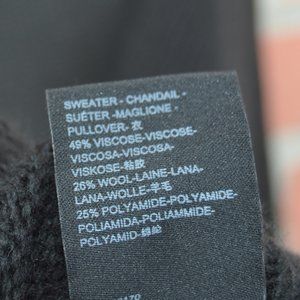 SWEATER - CHANDAIL -
SUÉTER -MAGLIONE -
PULLOVER - 衣
49% VISCOSE-VISCOSE-
VISCOSA-VISCOSA-
VISKOSE-粘胶
26% WOOL-LAINE-LANA-
LANA-WOLLE-羊毛
25% POLYAMIDE-POLYAMIDE-
POLIAMIDA-POLIAMMIDE-
POLYAMID-锦纶